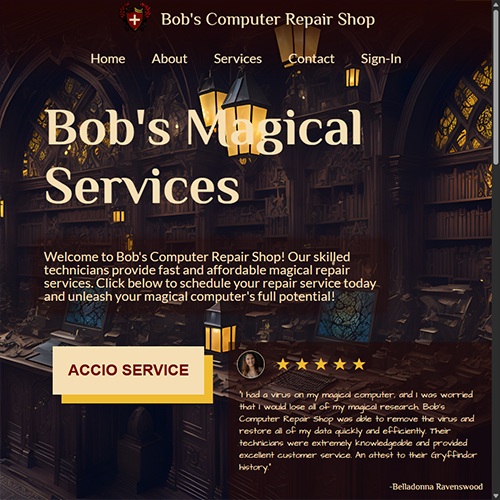 Bob's Computer Repair Shop
Home About Services Contact Sign-In
Bob's Magical
Services
Welcome to Bob's Computer Repair Shop! Our skilled
technicians provide fast and affordable magical repair
services. Click below to schedule your repair service today
and unleash your magical computer's full potential!
ACCIO SERVICE
"I had a virus on my magical computer, and I was worried
that I would lose all of my magical research. Bob's
Computer Repair Shop was able to remove the virus and
restore all of my data quickly and efficiently. Their
technicians were extremely knowledgeable and provided
excellent customer service. An attest to their Gryffindor
history."
-Belladonna Ravenswood